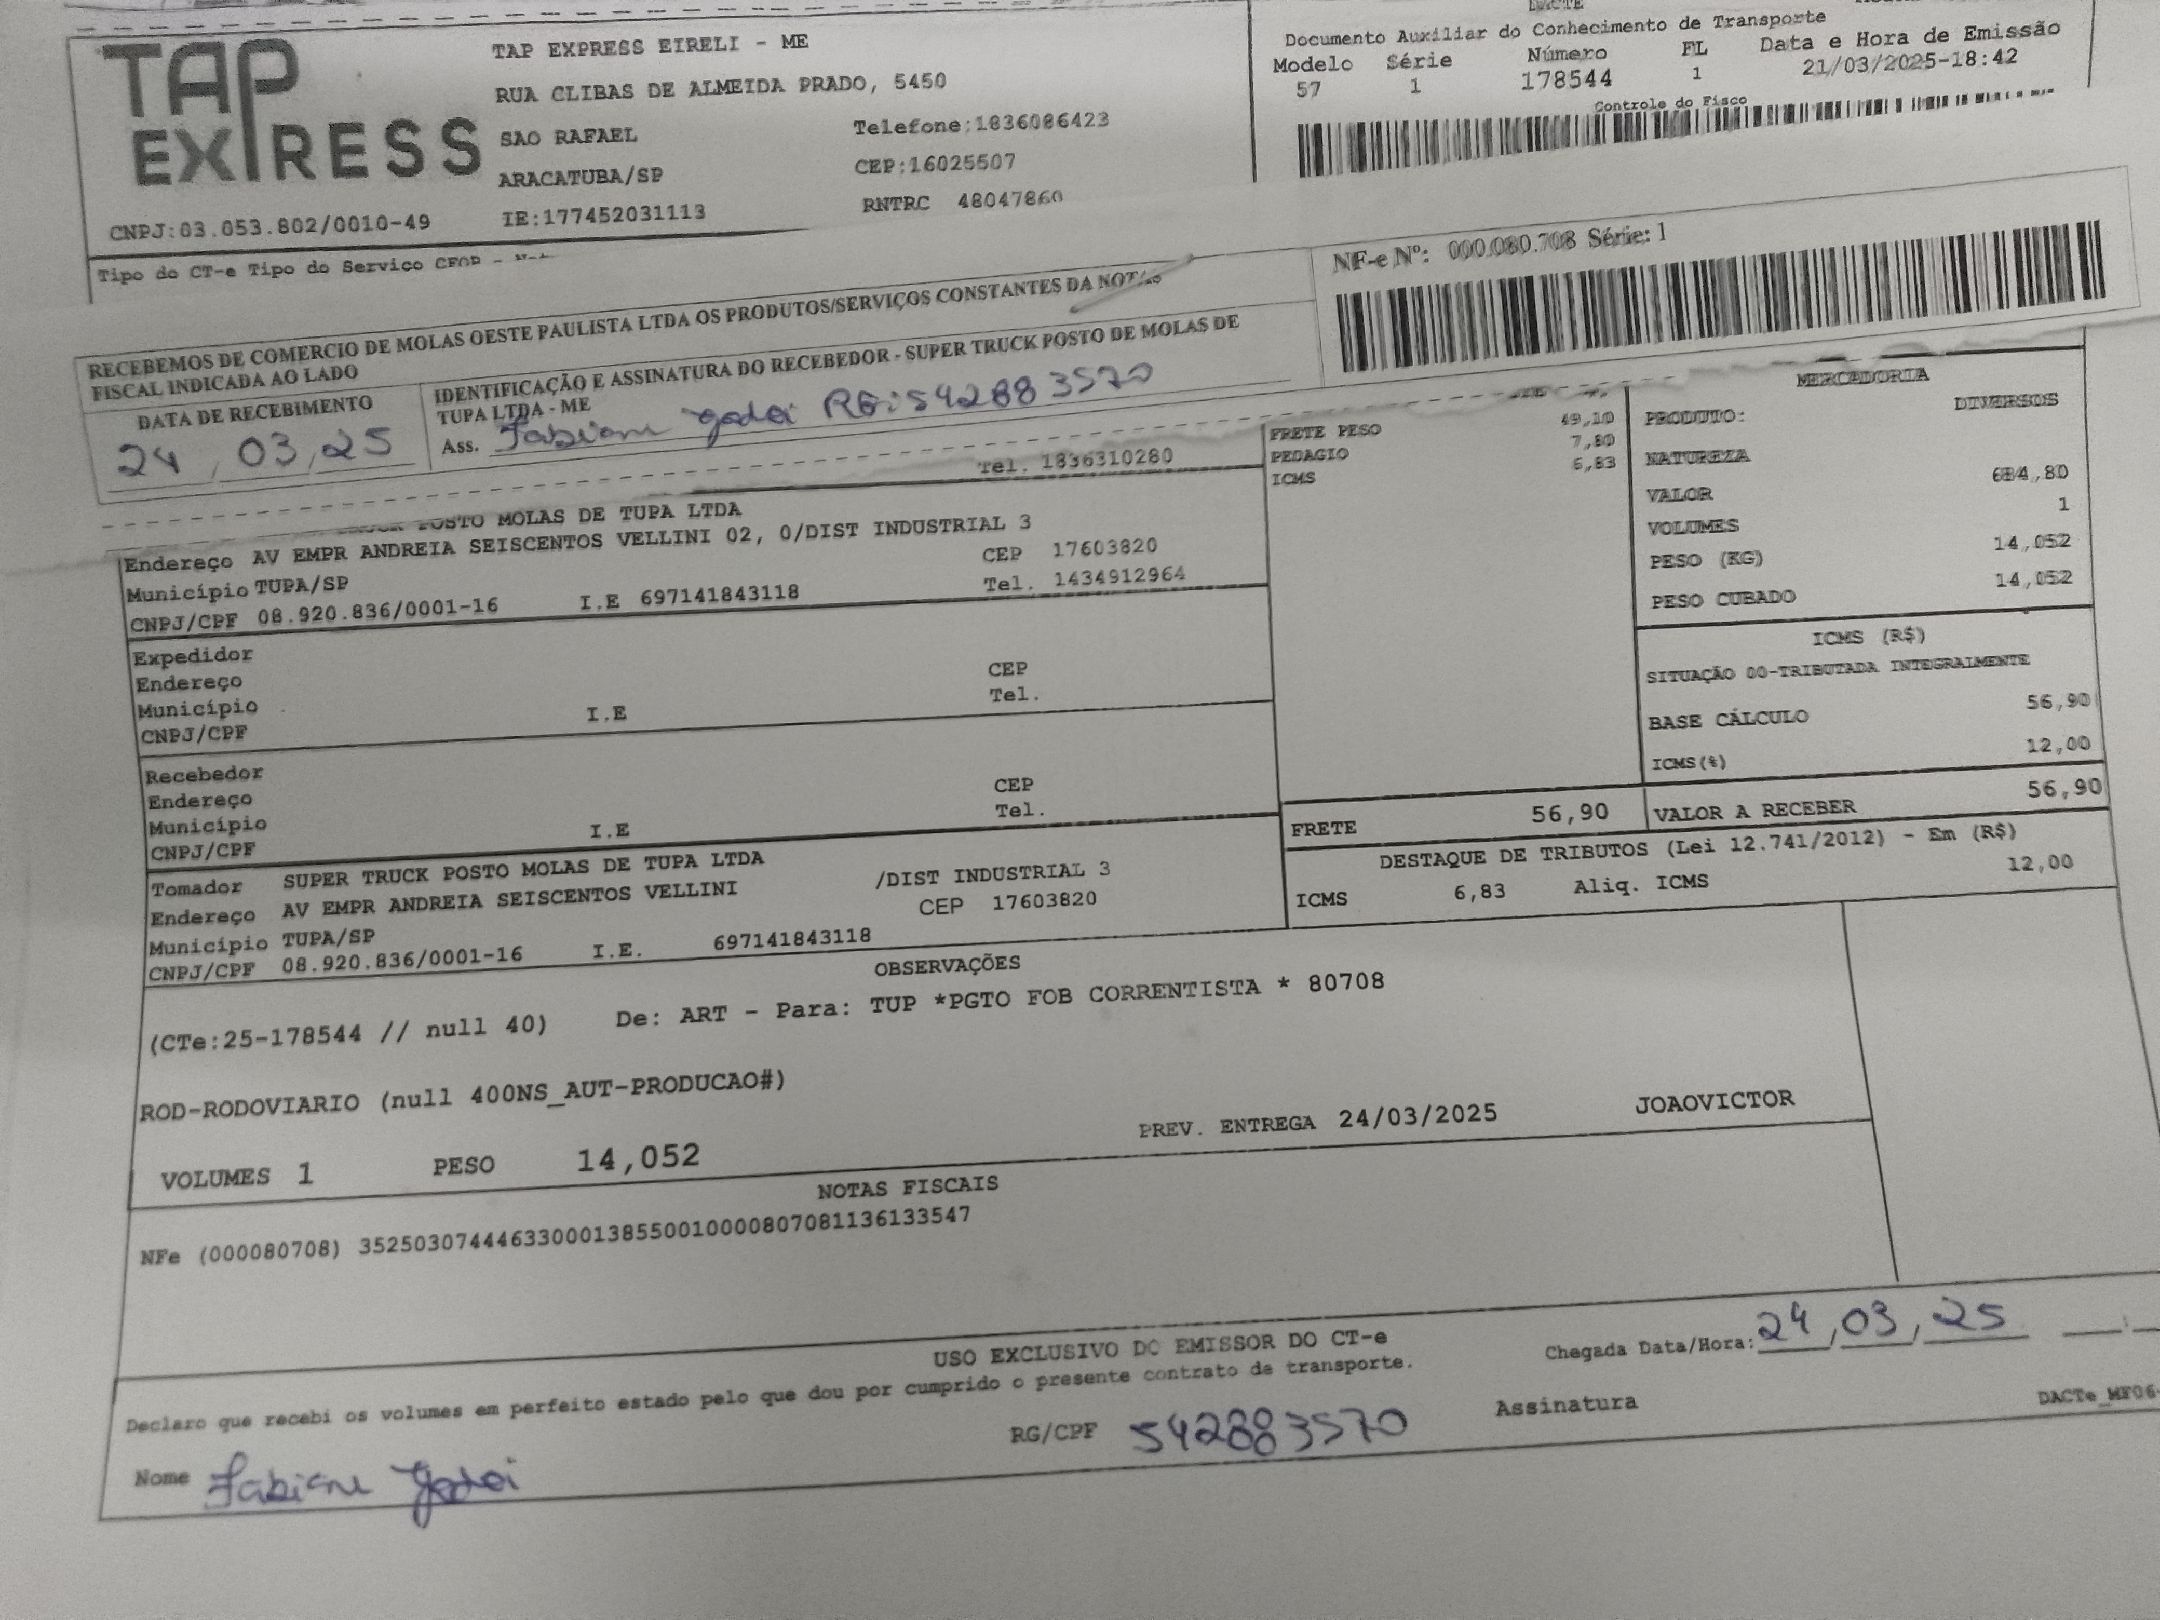 DACTE
Documento Auxiliar do Conhecimento de Transporte
Modelo Série Número FL Data e Hora de Emissão
57 1 178544 1 21/03/2025-18:42
Controle do Fisco
TAP EXPRESS
TAP EXPRESS EIRELI - ME
RUA CLIBAS DE ALMEIDA PRADO, 5450
SAO RAFAEL Telefone:1836086423
ARACATUBA/SP CEP:16025507
CNPJ:03.053.802/0010-49 IE:177452031113 RNTRC 48047860
Tipo do CT-e Tipo do Serviço CFOP -
NF-e Nº: 000.080.708 Série: 1
RECEBEMOS DE COMERCIO DE MOLAS OESTE PAULISTA LTDA OS PRODUTOS/SERVIÇOS CONSTANTES DA NOTAS
FISCAL INDICADA AO LADO
DATA DE RECEBIMENTO
24, 03, 25
IDENTIFICAÇÃO E ASSINATURA DO RECEBEDOR - SUPER TRUCK POSTO DE MOLAS DE
TUPA LTDA - ME
Ass. Fabiane Godoi RG:542883570
Tel. 1836310280
POSTO MOLAS DE TUPA LTDA
Endereço AV EMPR ANDREIA SEISCENTOS VELLINI 02, 0/DIST INDUSTRIAL 3
Município TUPA/SP CEP 17603820
CNPJ/CPF 08.920.836/0001-16 I.E 697141843118 Tel. 1434912964
Expedidor
Endereço CEP
Município I.E Tel.
CNPJ/CPF
Recebedor
Endereço CEP
Município I.E Tel.
CNPJ/CPF
Tomador SUPER TRUCK POSTO MOLAS DE TUPA LTDA
Endereço AV EMPR ANDREIA SEISCENTOS VELLINI /DIST INDUSTRIAL 3
Município TUPA/SP CEP 17603820
CNPJ/CPF 08.920.836/0001-16 I.E. 697141843118
FRETE PESO 49,10
PEDAGIO 7,80
ICMS 6,83
MERCADORIA
PRODUTO: DIVERSOS
NATUREZA
VALOR 684,80
VOLUMES 1
PESO (KG) 14,052
PESO CUBADO 14,052
ICMS (R$)
SITUAÇÃO 00-TRIBUTADA INTEGRALMENTE
BASE CÁLCULO 56,90
ICMS(%) 12,00
FRETE 56,90 VALOR A RECEBER 56,90
DESTAQUE DE TRIBUTOS (Lei 12.741/2012) - Em (R$)
ICMS 6,83 Aliq. ICMS 12,00
OBSERVAÇÕES
(CTe:25-178544 // null 40) De: ART - Para: TUP *PGTO FOB CORRENTISTA * 80708
ROD-RODOVIARIO (null 400NS_AUT-PRODUCAO#)
VOLUMES 1 PESO 14,052 PREV. ENTREGA 24/03/2025 JOAOVICTOR
NOTAS FISCAIS
NFe (000080708) 35250307444633000138550010000807081136133547
USO EXCLUSIVO DO EMISSOR DO CT-e
Declaro que recebi os volumes em perfeito estado pelo que dou por cumprido o presente contrato de transporte.
Chegada Data/Hora: 24, 03, 25
Nome Fabiane Godoi RG/CPF 542883570 Assinatura
DACTe_MF06